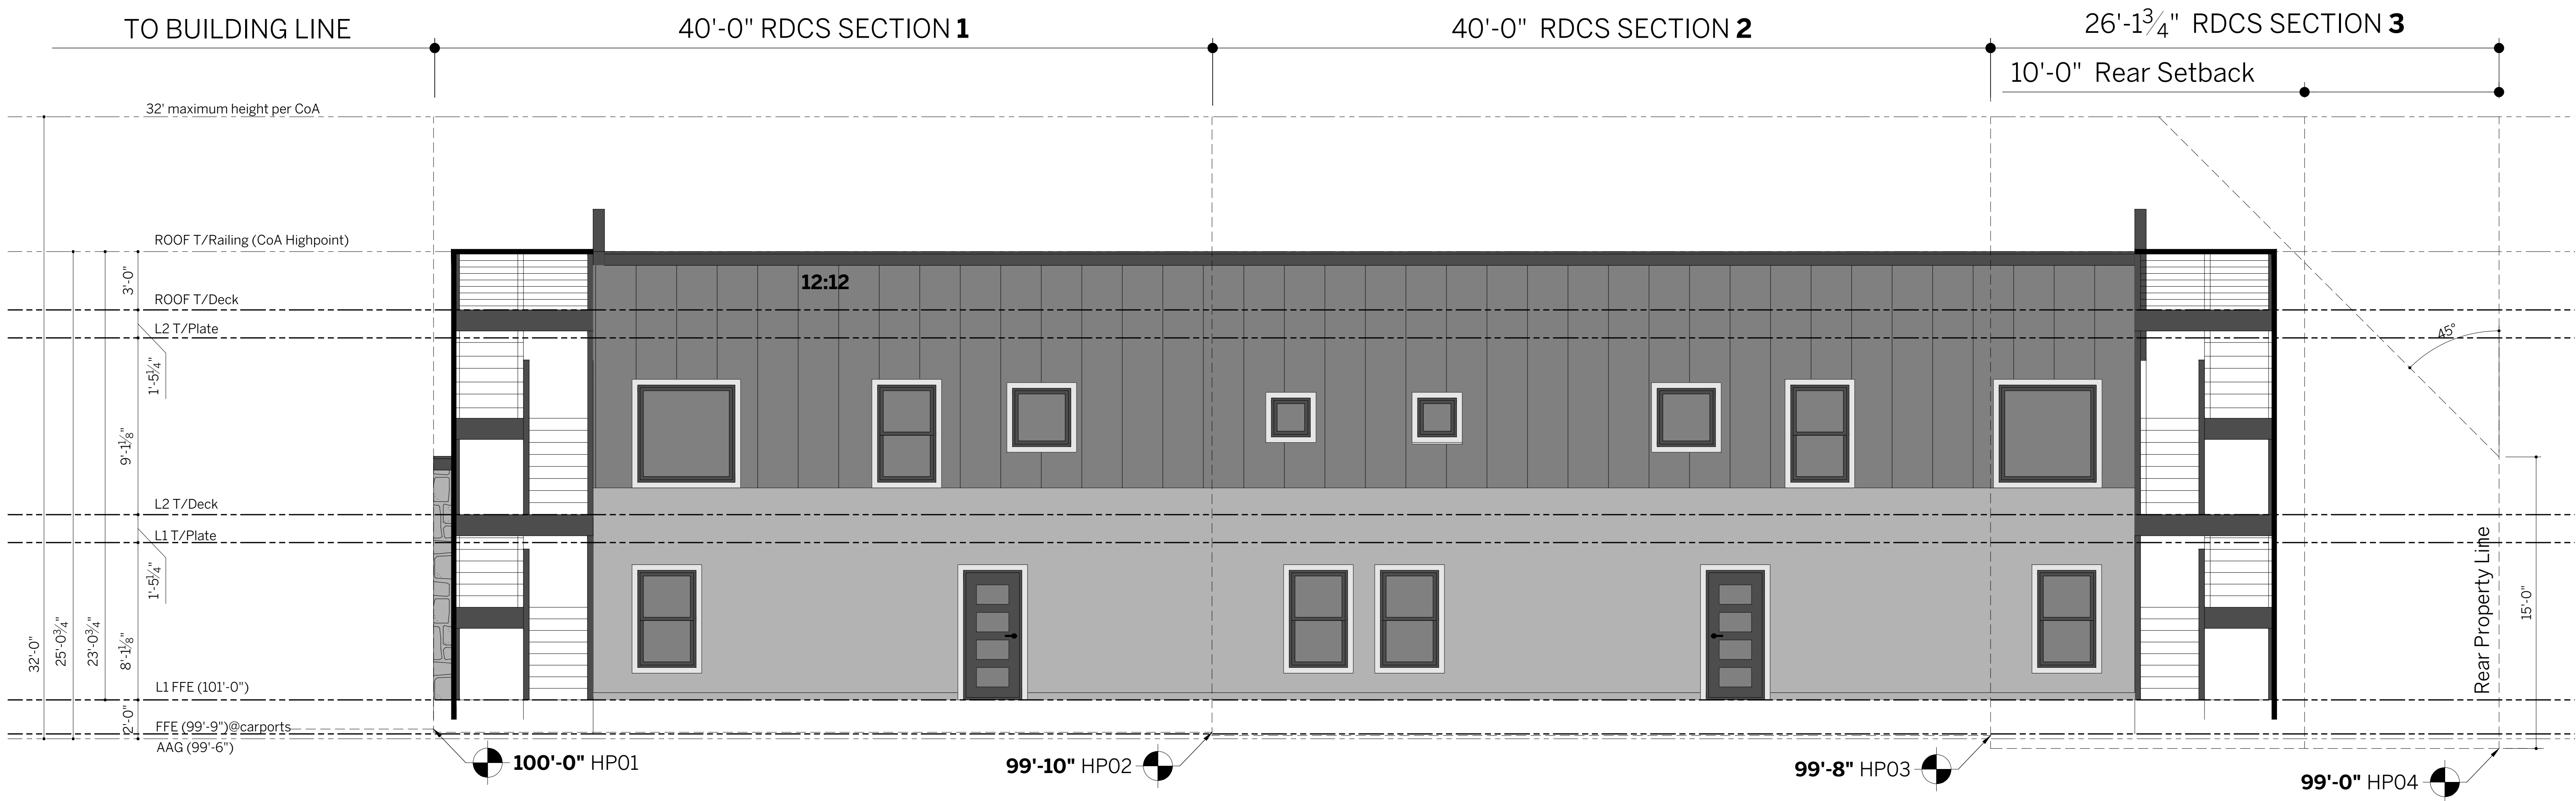 TO BUILDING LINE
40'-0" RDCS SECTION 1
40'-0" RDCS SECTION 2
26'-1¾" RDCS SECTION 3
10'-0" Rear Setback
32' maximum height per CoA
ROOF T/Railing (CoA Highpoint)
3'-0"
12:12
ROOF T/Deck
L2 T/Plate
45°
1'-5¼"
9'-1⅛"
L2 T/Deck
L1 T/Plate
1'-5¼"
Rear Property Line
15'-0"
32'-0"
25'-0¾"
23'-0¾"
8'-1⅛"
L1 FFE (101'-0")
2'-0"
FFE (99'-9")@carports
AAG (99'-6")
100'-0" HP01
99'-10" HP02
99'-8" HP03
99'-0" HP04